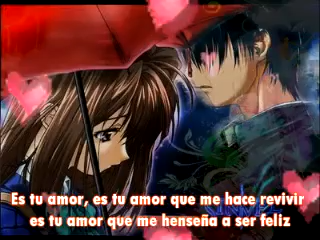 Es tu amor, es tu amor que me hace revivir
es tu amor que me henseña a ser feliz